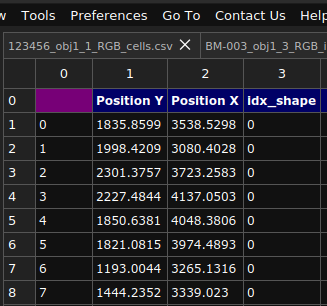 Tools Preferences Go To Contact Us Help
123456_obj1_1_RGB_cells.csv BM-003_obj1_3_RGB_i
0 1 2 3
0 Position Y Position X Idx_shape
1 0 1835.8599 3538.5298 0
2 1 1998.4209 3080.4028 0
3 2 2301.3757 3723.2583 0
4 3 2227.4844 4137.0503 0
5 4 1850.6381 4048.3806 0
6 5 1821.0815 3974.4893 0
7 6 1193.0044 3265.1316 0
8 7 1444.2352 3339.023 0